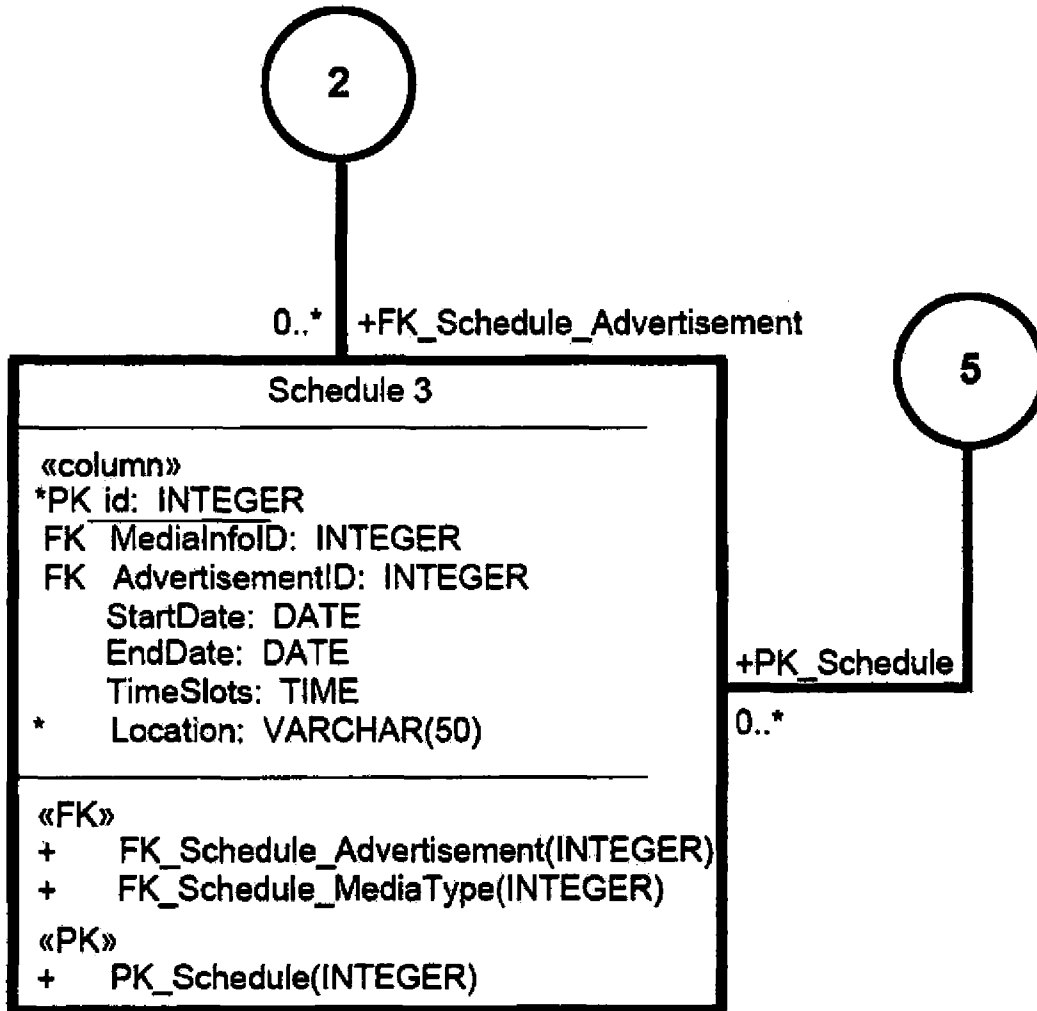 2
0..* +FK_Schedule_Advertisement
5
Schedule 3
«column»
*PK id: INTEGER
FK MediaInfoID: INTEGER
FK AdvertisementID: INTEGER
StartDate: DATE
EndDate: DATE
TimeSlots: TIME
* Location: VARCHAR(50)
+PK_Schedule
0..*
«FK»
+ FK_Schedule_Advertisement(INTEGER)
+ FK_Schedule_MediaType(INTEGER)
«PK»
+ PK_Schedule(INTEGER)